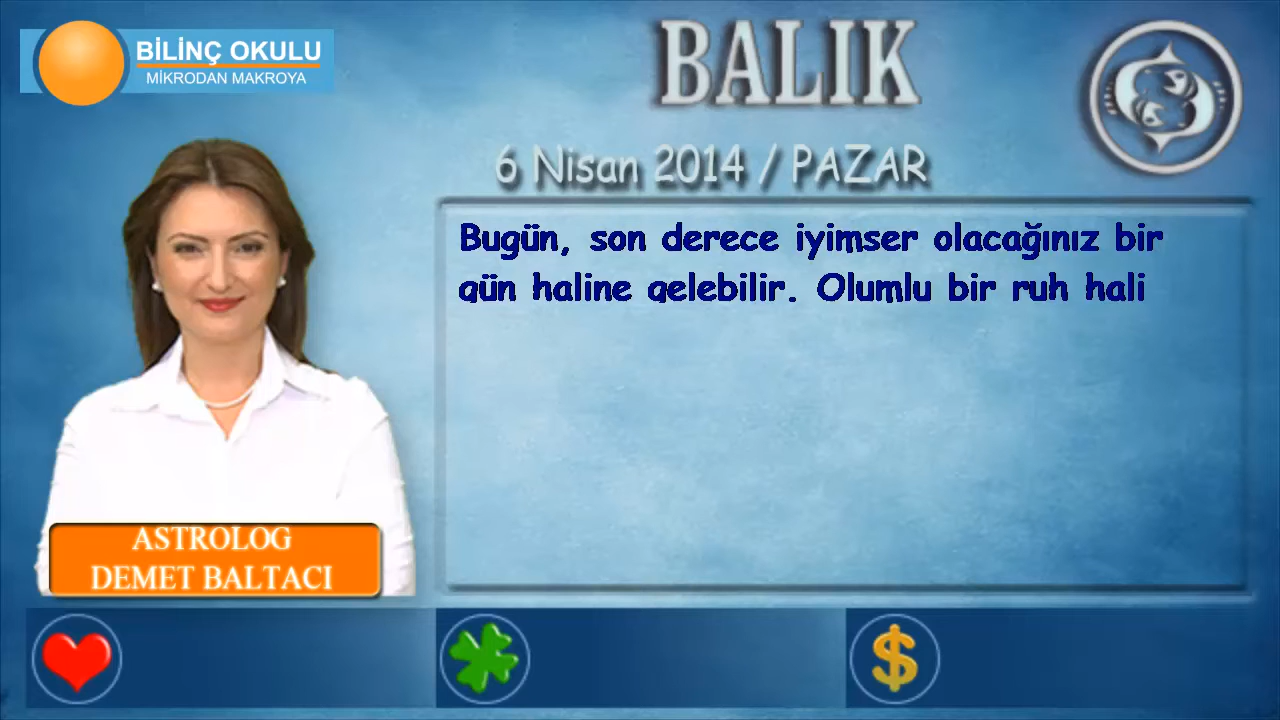 BİLİNÇ OKULU
MİKRODAN MAKROYA
BALIK
6 Nisan 2014 / PAZAR
Bugün, son derece iyimser olacağınız bir
gün haline gelebilir. Olumlu bir ruh hali
ASTROLOG
DEMET BALTACI
$